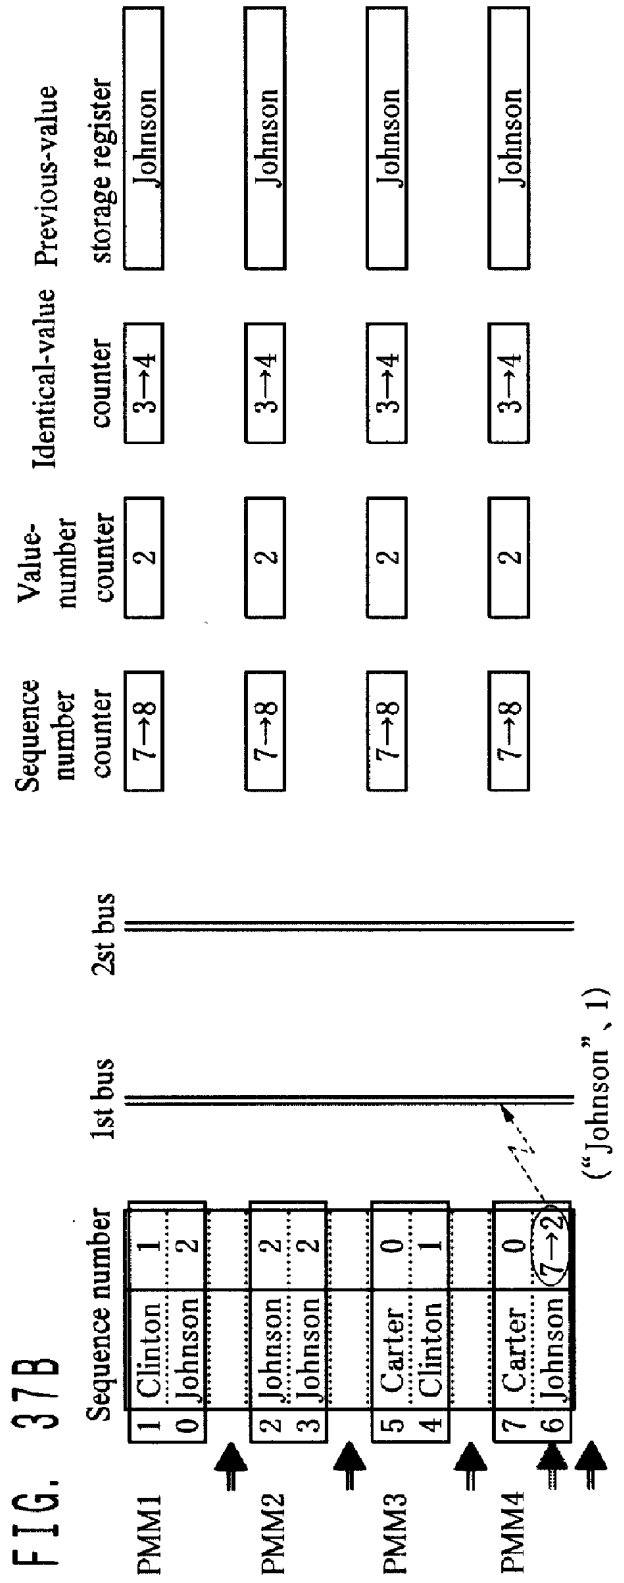 FIG. 37B
Sequence number
1st bus
2st bus
Sequence number counter
Value-number counter
Identical-value counter
Previous-value storage register
PMM1
1 Clinton 1
0 Johnson 2
7→8
2
3→4
Johnson
PMM2
2 Johnson 2
3 Johnson 2
7→8
2
3→4
Johnson
PMM3
5 Carter 0
4 Clinton 1
7→8
2
3→4
Johnson
PMM4
7 Carter 0
6 Johnson 7→2
7→8
2
3→4
Johnson
(“Johnson”、1)